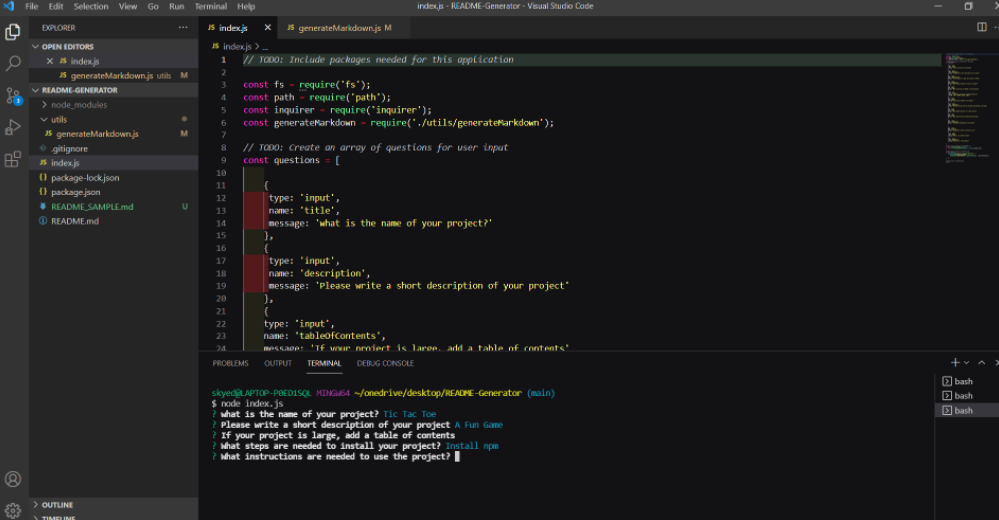 File Edit Selection View Go Run Terminal Help
index.js - README-Generator - Visual Studio Code
EXPLORER
OPEN EDITORS
JS index.js
JS generateMarkdown.js utils M
README-GENERATOR
node_modules
utils
JS generateMarkdown.js M
.gitignore
JS index.js
{} package-lock.json
{} package.json
README_SAMPLE.md U
README.md
OUTLINE
TIMELINE
JS index.js
JS generateMarkdown.js M
JS index.js > ...
1 // TODO: Include packages needed for this application
2
3 const fs = require('fs');
4 const path = require('path');
5 const inquirer = require('inquirer');
6 const generateMarkdown = require('./utils/generateMarkdown');
7
8 // TODO: Create an array of questions for user input
9 const questions = [
10
11 {
12 type: 'input',
13 name: 'title',
14 message: 'what is the name of your project?'
15 },
16 {
17 type: 'input',
18 name: 'description',
19 message: 'Please write a short description of your project'
20 },
21 {
22 type: 'input',
23 name: 'tableOfContents',
24 message: 'If your project is large, add a table of contents'
PROBLEMS OUTPUT TERMINAL DEBUG CONSOLE
skyed@LAPTOP-P0ED1SQL MINGW64 ~/onedrive/desktop/README-Generator (main)
$ node index.js
? what is the name of your project? Tic Tac Toe
? Please write a short description of your project A Fun Game
? If your project is large, add a table of contents
? What steps are needed to install your project? Install npm
? What instructions are needed to use the project?
bash
bash
bash